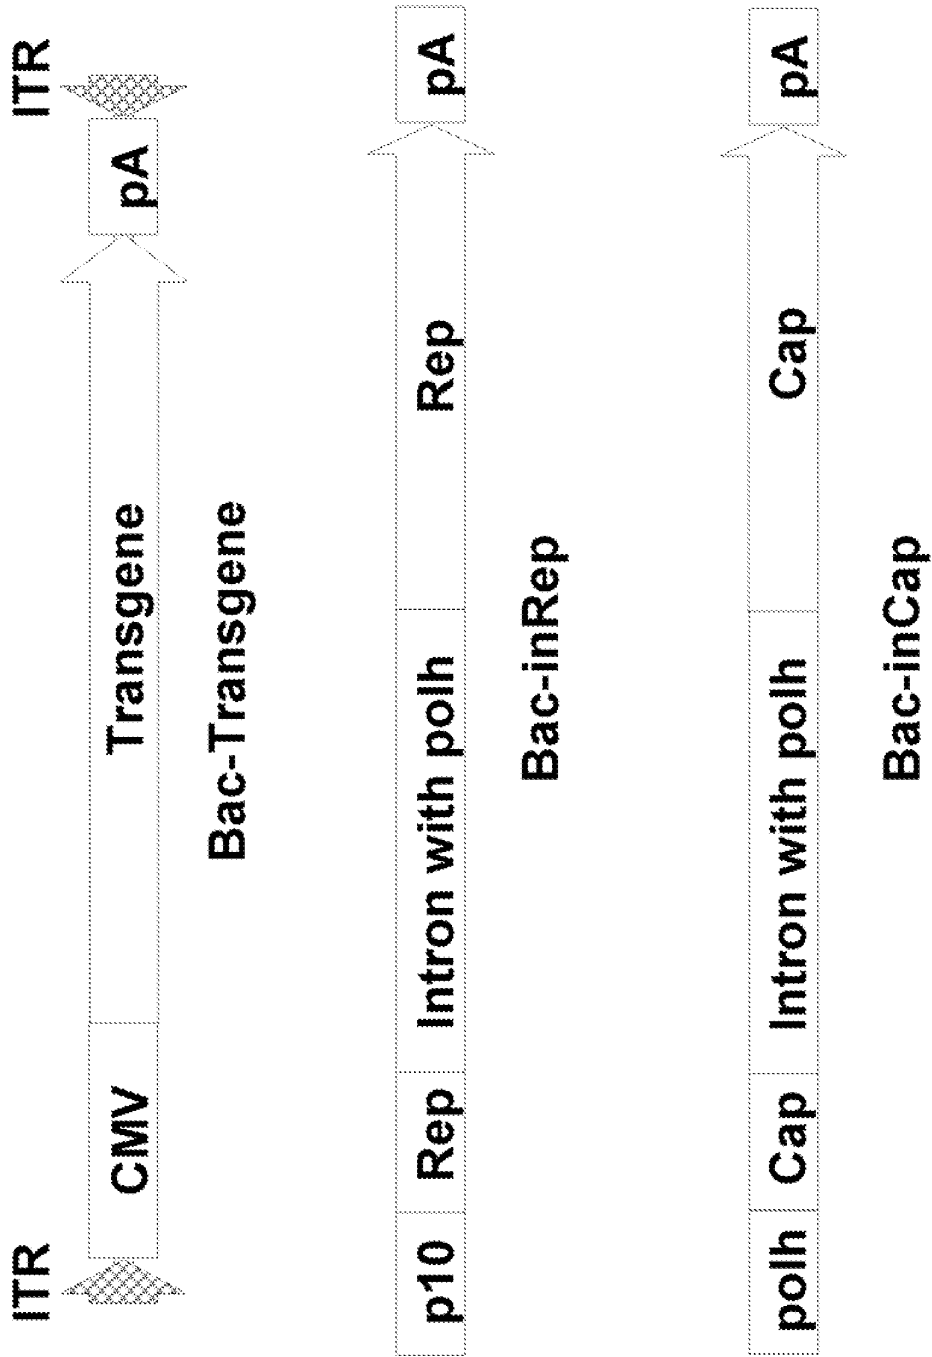 ITR ITR
CMV Transgene pA
Bac-Transgene
p10 Rep Intron with polh Rep pA
Bac-inRep
polh Cap Intron with polh Cap pA
Bac-inCap